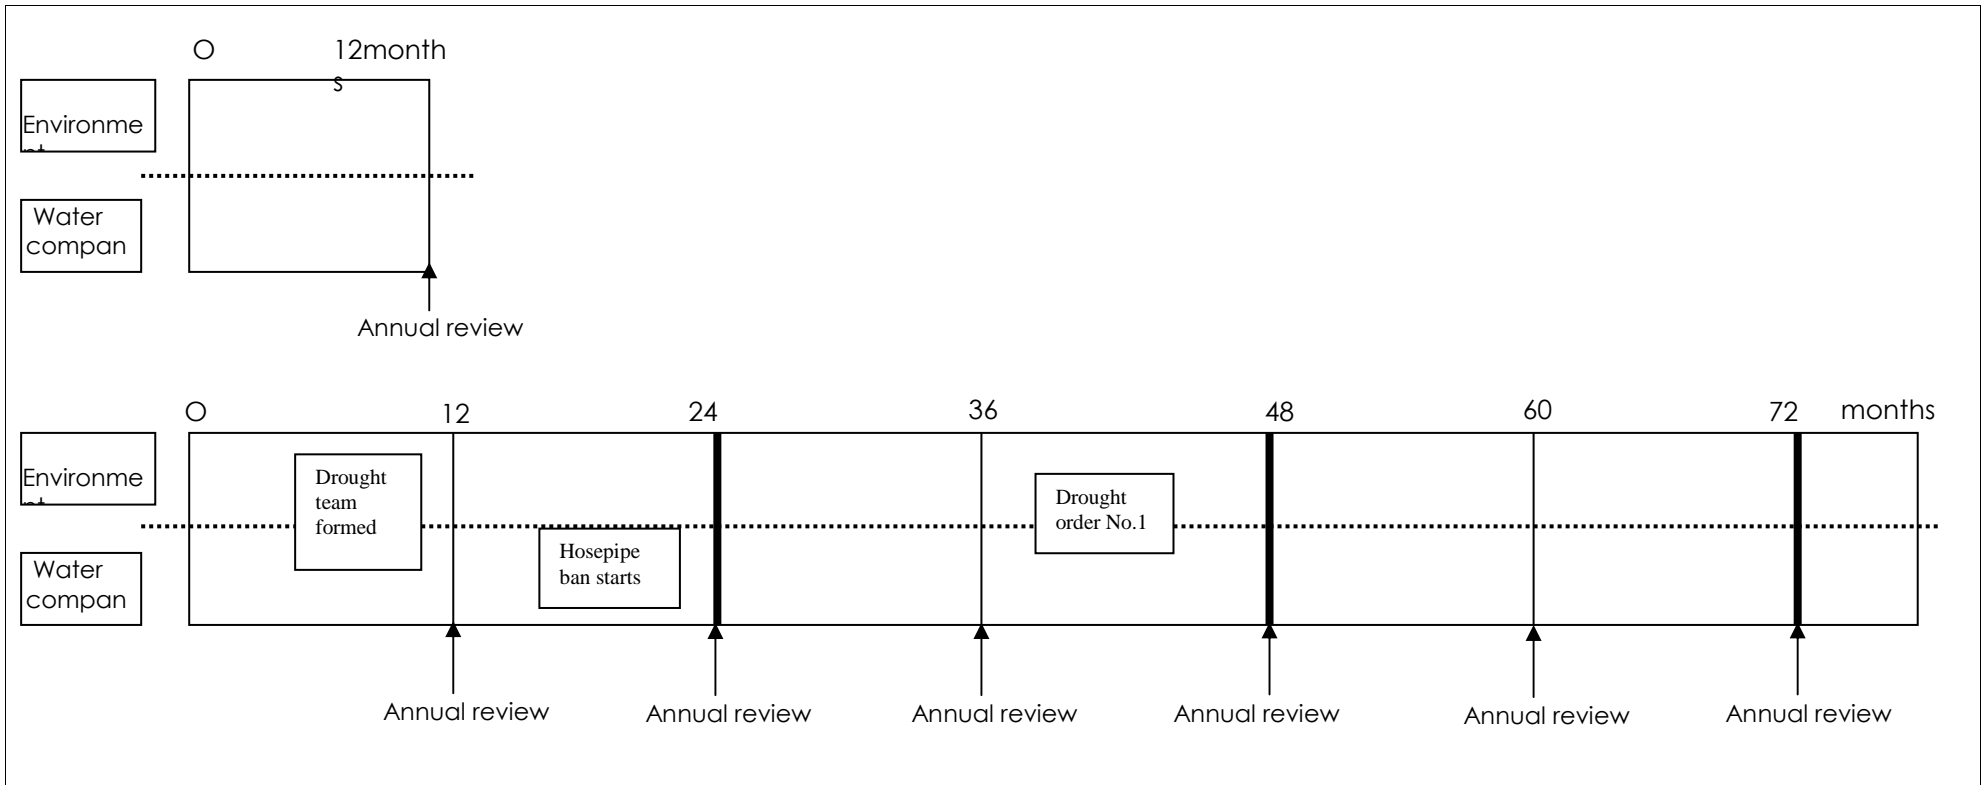 O 12month
s
Environme
Water
compan
Annual review
O 12 24 36 48 60 72 months
Environme
Drought
team
formed
Drought
order No.1
Hosepipe
ban starts
Water
compan
Annual review Annual review Annual review Annual review Annual review Annual review